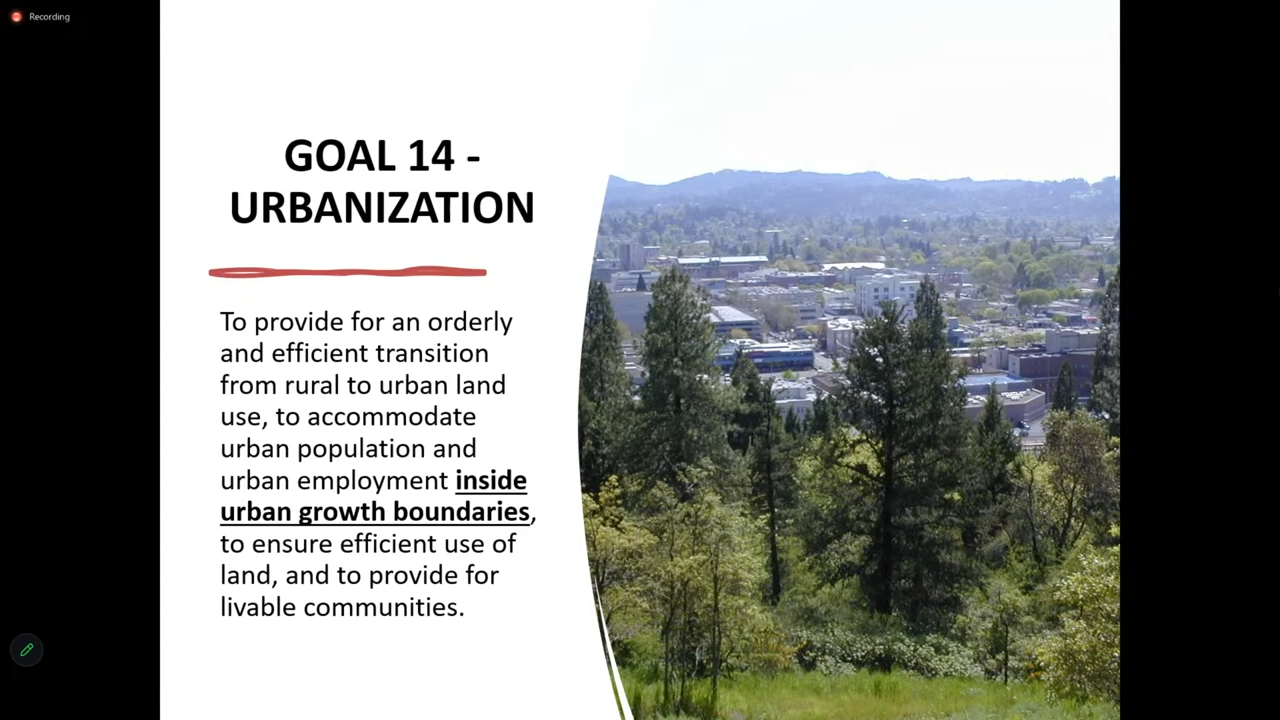 Recording
GOAL 14 -
URBANIZATION
To provide for an orderly
and efficient transition
from rural to urban land
use, to accommodate
urban population and
urban employment inside
urban growth boundaries,
to ensure efficient use of
land, and to provide for
livable communities.